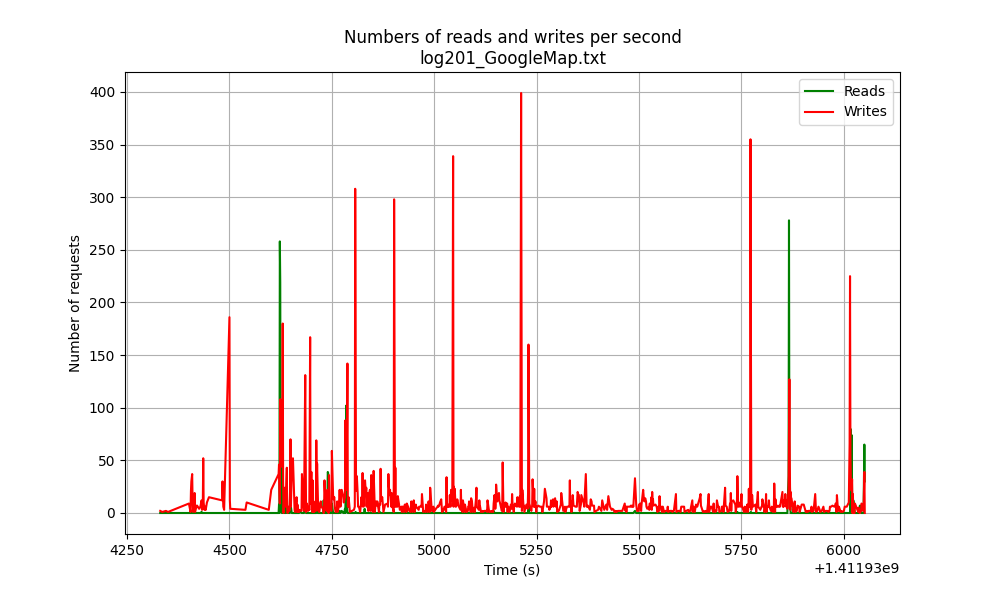 Numbers of reads and writes per second
log201_GoogleMap.txt
Reads
Writes
Number of requests
400
350
300
250
200
150
100
50
0
4250 4500 4750 5000 5250 5500 5750 6000
Time (s)
+1.41193e9